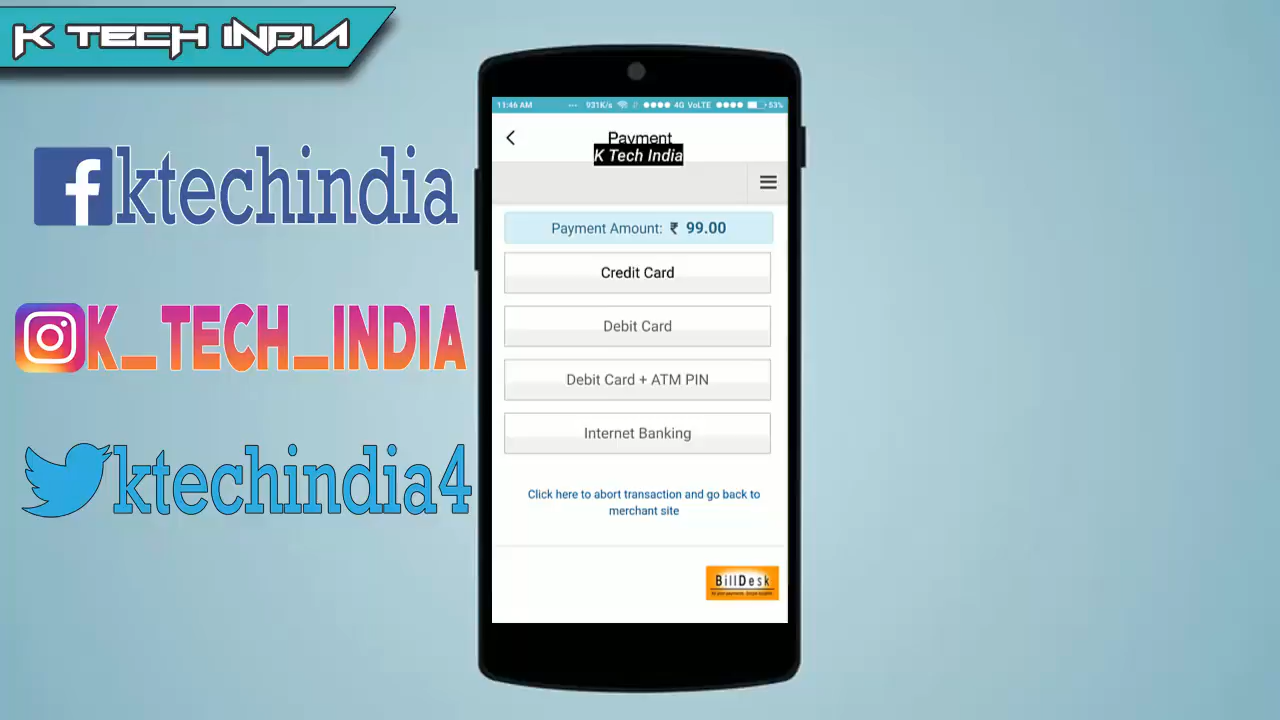 K TECH INDIA
ktechindia
K_TECH_INDIA
ktechindia4
11:46 AM
... 931K/s 4G VoLTE 53%
Payment
K Tech India
Payment Amount: ₹ 99.00
Credit Card
Debit Card
Debit Card + ATM PIN
Internet Banking
Click here to abort transaction and go back to
merchant site
BillDesk